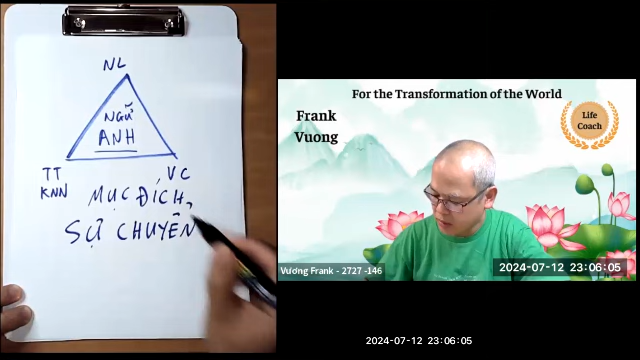 NL
NGỮ
ANH
TT
KNN
VC
MỤC ĐÍCH,
SỰ CHUYÊN
For the Transformation of the World
Frank
Vuong
Life
Coach
Vương Frank - 2727 -146
2024-07-12 23:06:05
2024-07-12 23:06:05